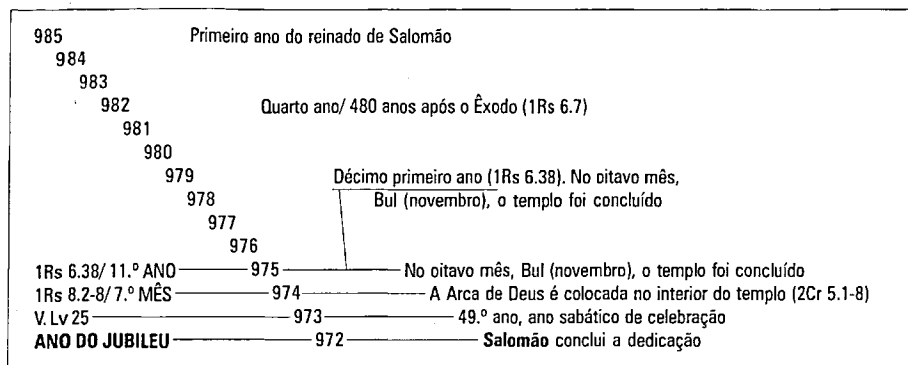 985 Primeiro ano do reinado de Salomão
984
983
982 Quarto ano/ 480 anos após o Êxodo (1Rs 6.7)
981
980
979 Décimo primeiro ano (1Rs 6.38). No oitavo mês,
978 Bul (novembro), o templo foi concluído
977
976
1Rs 6.38/ 11.º ANO 975 No oitavo mês, Bul (novembro), o templo foi concluído
1Rs 8.2-8/ 7.º MÊS 974 A Arca de Deus é colocada no interior do templo (2Cr 5.1-8)
V. Lv 25 973 49.º ano, ano sabático de celebração
ANO DO JUBILEU 972 Salomão conclui a dedicação